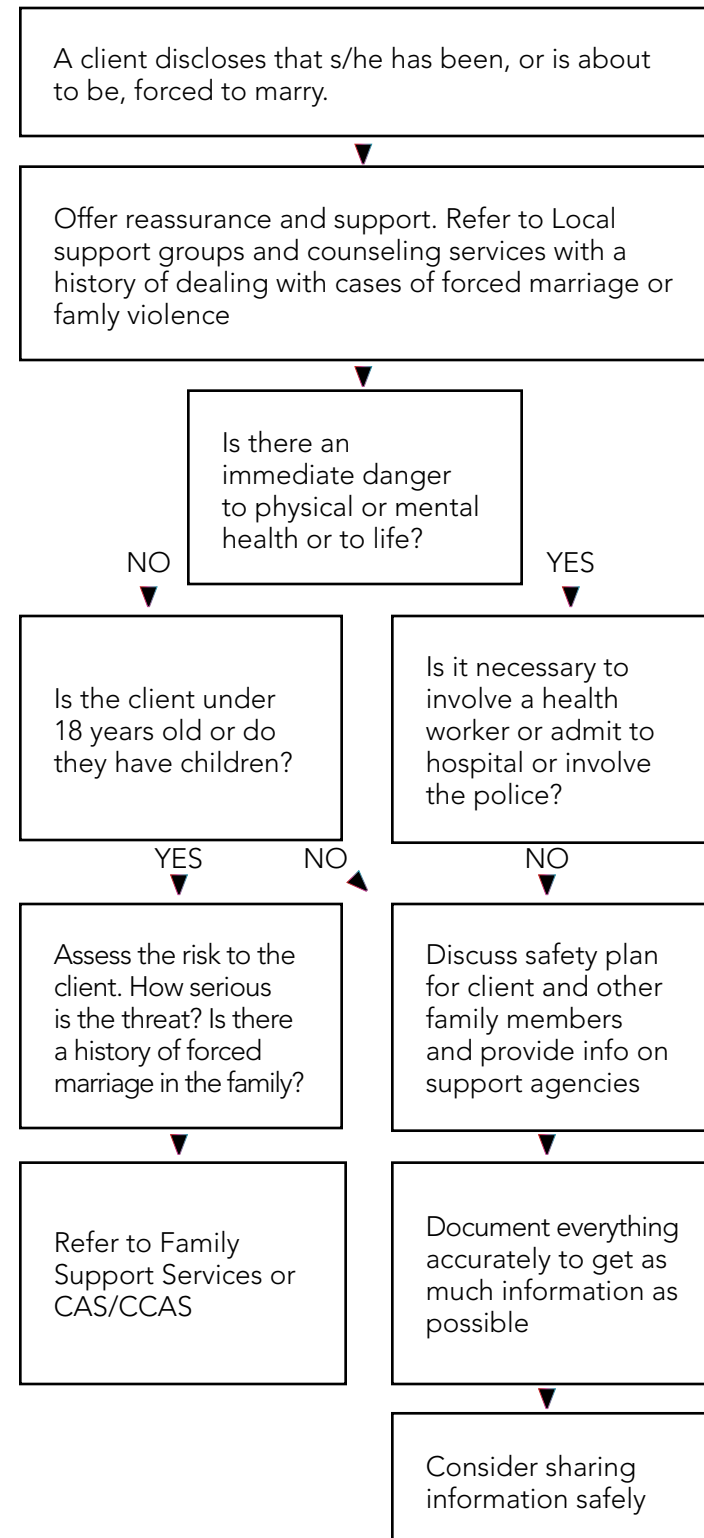 A client discloses that s/he has been, or is about
to be, forced to marry.
Offer reassurance and support. Refer to Local
support groups and counseling services with a
history of dealing with cases of forced marriage or
famly violence
Is there an
immediate danger
to physical or mental
health or to life?
NO
YES
Is the client under
18 years old or do
they have children?
Is it necessary to
involve a health
worker or admit to
hospital or involve
the police?
YES
NO
NO
Assess the risk to the
client. How serious
is the threat? Is there
a history of forced
marriage in the family?
Discuss safety plan
for client and other
family members
and provide info on
support agencies
Refer to Family
Support Services or
CAS/CCAS
Document everything
accurately to get as
much information as
possible
Consider sharing
information safely